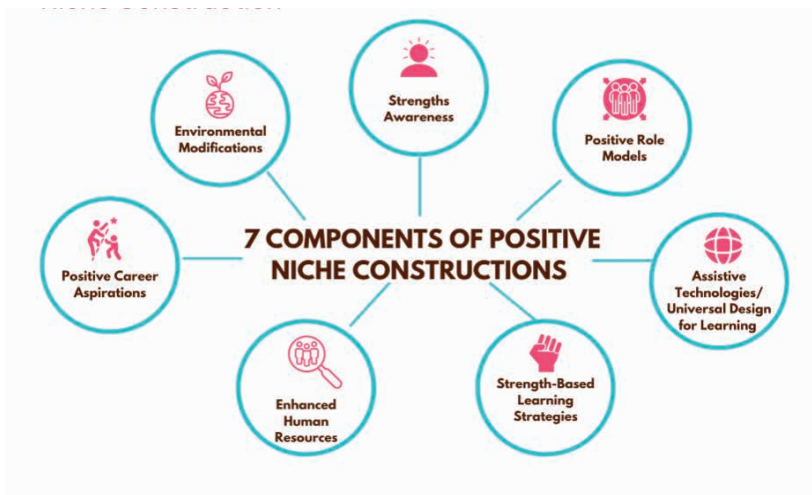 7 COMPONENTS OF POSITIVE
NICHE CONSTRUCTIONS
Strengths
Awareness
Positive Role
Models
Assistive
Technologies/
Universal Design
for Learning
Strength-Based
Learning
Strategies
Enhanced
Human
Resources
Positive Career
Aspirations
Environmental
Modifications